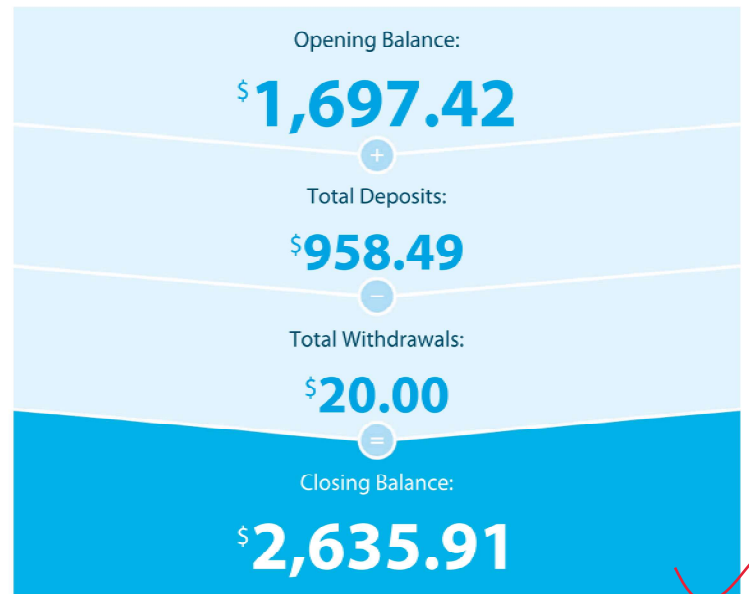 Opening Balance:
$1,697.42
+
Total Deposits:
$958.49
−
Total Withdrawals:
$20.00
=
Closing Balance:
$2,635.91